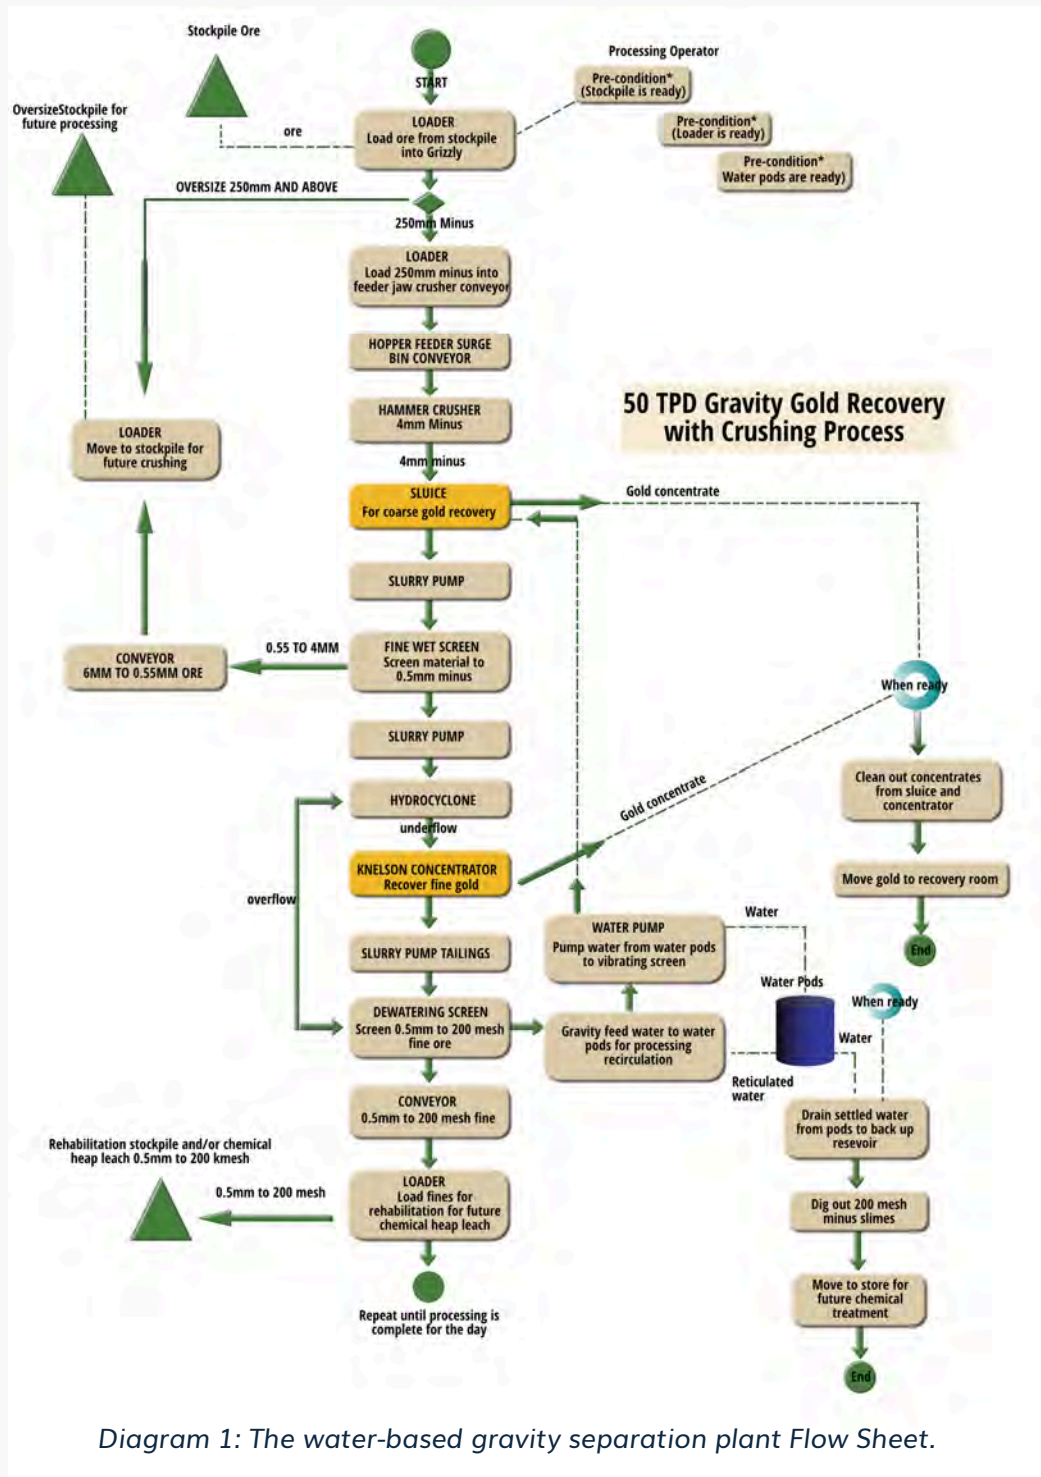 Stockpile Ore
Processing Operator
START
Pre-condition*
(Stockpile is ready)
OversizeStockpile for
future processing
ore
LOADER
Load ore from stockpile
into Grizzly
Pre-condition*
(Loader is ready)
Pre-condition*
Water pods are ready)
OVERSIZE 250mm AND ABOVE
250mm Minus
LOADER
Load 250mm minus into
feeder jaw crusher conveyor
HOPPER FEEDER SURGE
BIN CONVEYOR
HAMMER CRUSHER
4mm Minus
50 TPD Gravity Gold Recovery
with Crushing Process
LOADER
Move to stockpile for
future crushing
4mm minus
SLUICE
For coarse gold recovery
Gold concentrate
SLURRY PUMP
FINE WET SCREEN
Screen material to
0.5mm minus
0.55 TO 4MM
CONVEYOR
6MM TO 0.55MM ORE
When ready
SLURRY PUMP
HYDROCYCLONE
underflow
Gold concentrate
Clean out concentrates
from sluice and
concentrator
KNELSON CONCENTRATOR
Recover fine gold
Move gold to recovery room
overflow
End
SLURRY PUMP TAILINGS
WATER PUMP
Pump water from water pods
to vibrating screen
Water
Water Pods
When ready
DEWATERING SCREEN
Screen 0.5mm to 200 mesh
fine ore
Gravity feed water to water
pods for processing
recirculation
Water
Reticulated
water
CONVEYOR
0.5mm to 200 mesh fine
Drain settled water
from pods to back up
resevoir
Rehabilitation stockpile and/or chemical
heap leach 0.5mm to 200 kmesh
0.5mm to 200 mesh
LOADER
Load fines for
rehabilitation for future
chemical heap leach
Dig out 200 mesh
minus slimes
Move to store for
future chemical
treatment
Repeat until processing is
complete for the day
End
Diagram 1: The water-based gravity separation plant Flow Sheet.